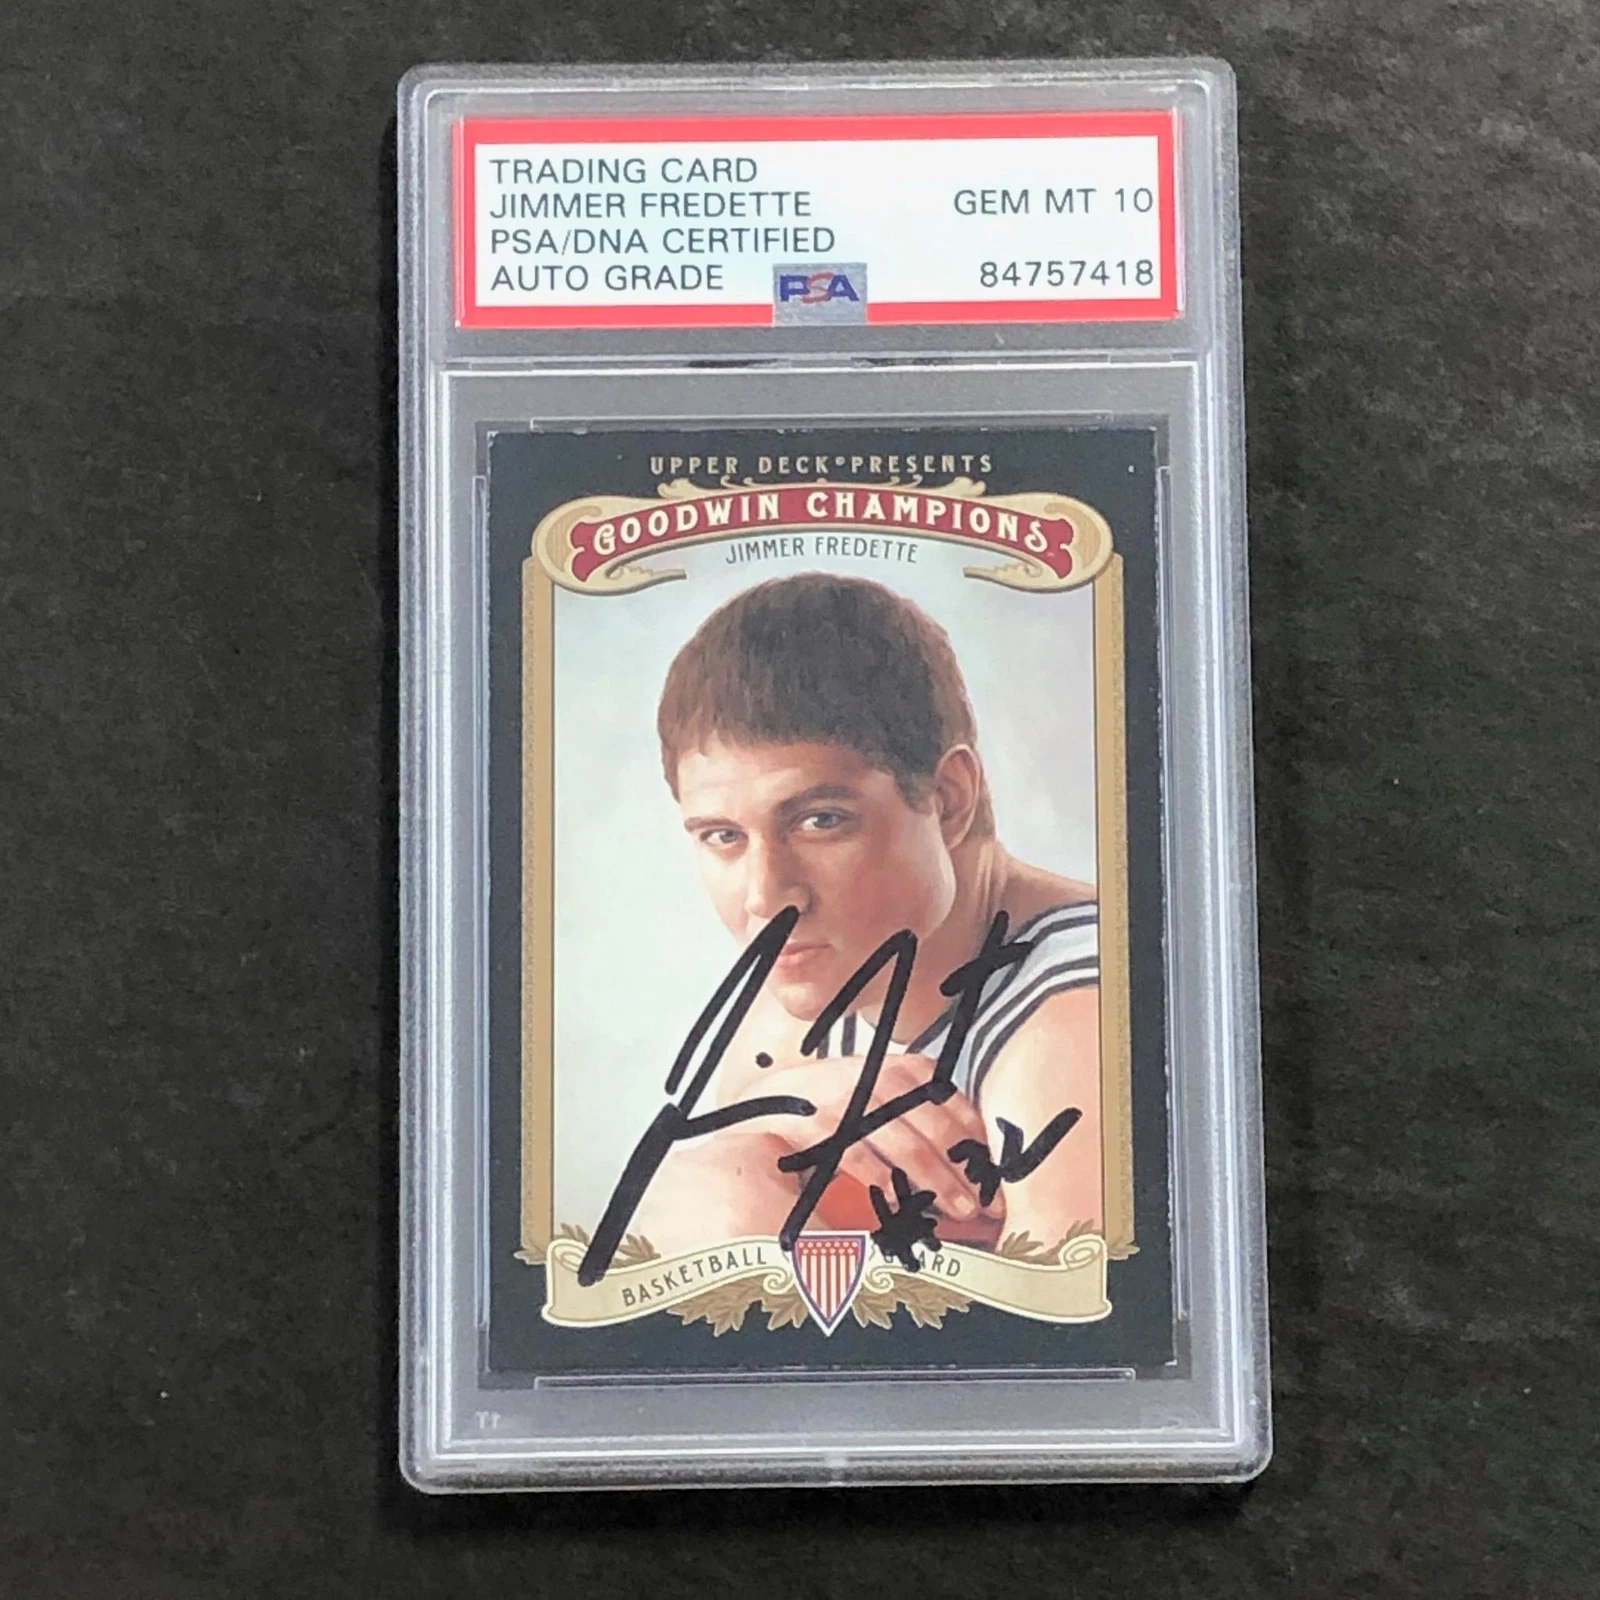 TRADING CARD
JIMMER FREDETTE GEM MT 10
PSA/DNA CERTIFIED
AUTO GRADE PSA 84757418
UPPER DECK® PRESENTS
GOODWIN CHAMPIONS
JIMMER FREDETTE
#32
BASKETBALL